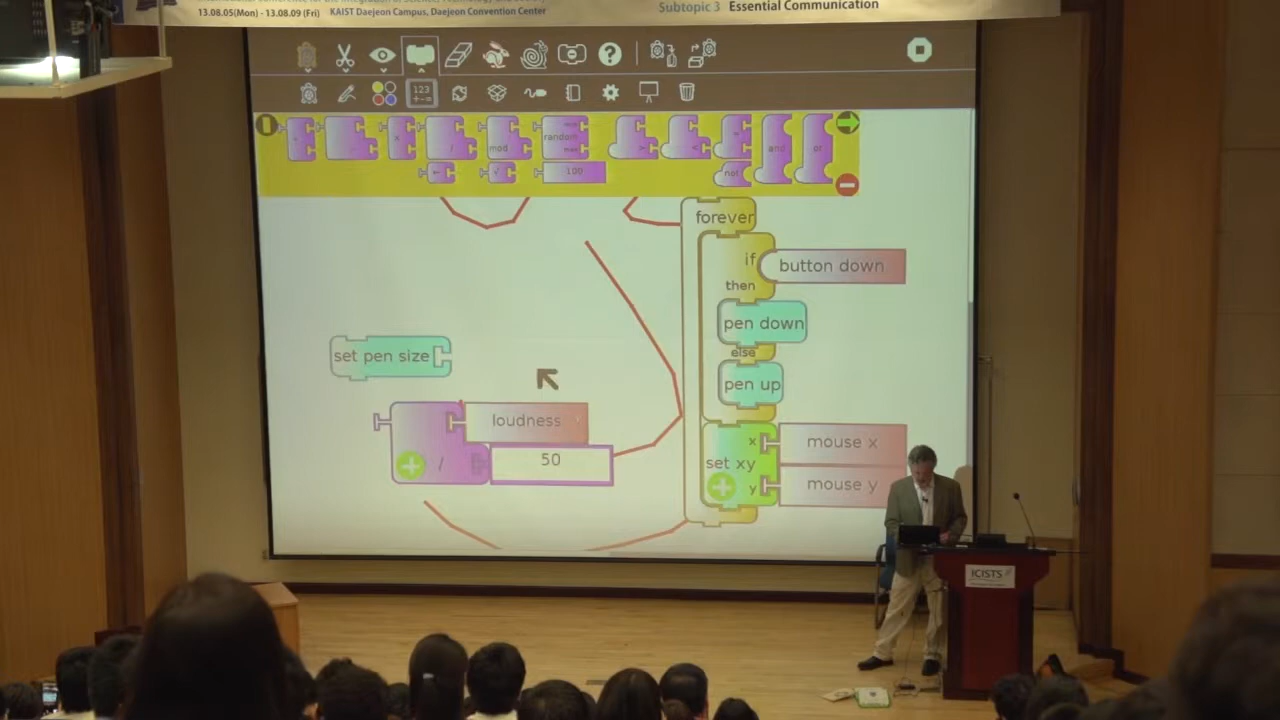 Subtopic 3 Essential Communication
13.08.05(Mon) - 13.08.09 (Fri) KAIST Daejeon Campus, Daejeon Convention Center
?
123
+-=
x
/
mod
random
=
and
or
not
100
forever
if
button down
then
pen down
else
pen up
set pen size
loudness
/
50
x
mouse x
set xy
y
mouse y
ICISTS